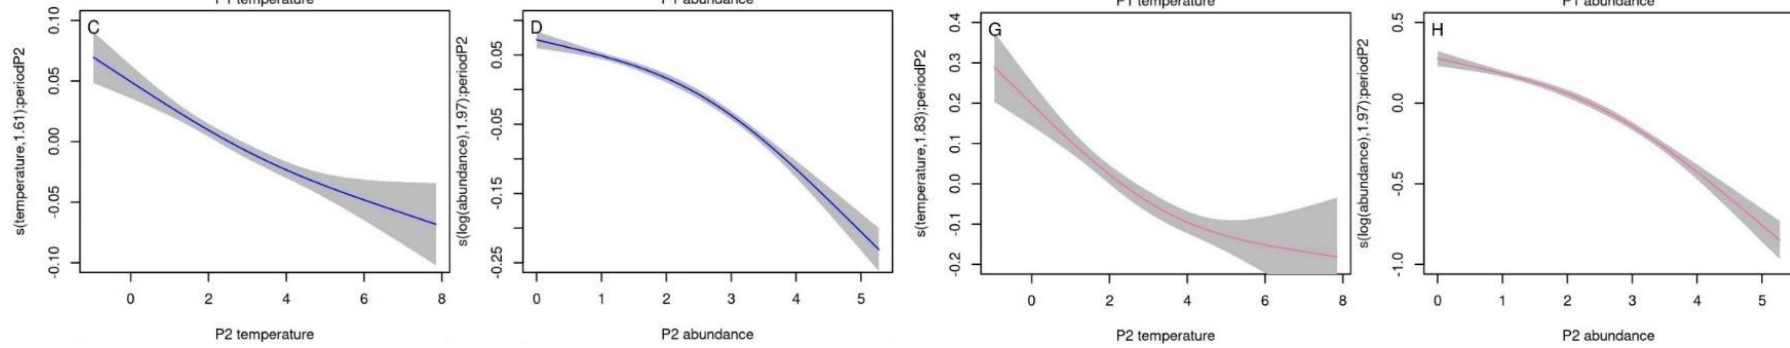 P1 temperature
P1 abundance
P1 temperature
P1 abundance
C
s(temperature,1.61):periodP2
0.10
0.05
0.00
-0.05
-0.10
0 2 4 6 8
P2 temperature
D
s(log(abundance),1.97):periodP2
0.05
-0.05
-0.15
-0.25
0 1 2 3 4 5
P2 abundance
G
s(temperature,1.83):periodP2
0.4
0.3
0.2
0.1
0.0
-0.1
-0.2
0 2 4 6 8
P2 temperature
H
s(log(abundance),1.97):periodP2
0.5
0.0
-0.5
-1.0
0 1 2 3 4 5
P2 abundance